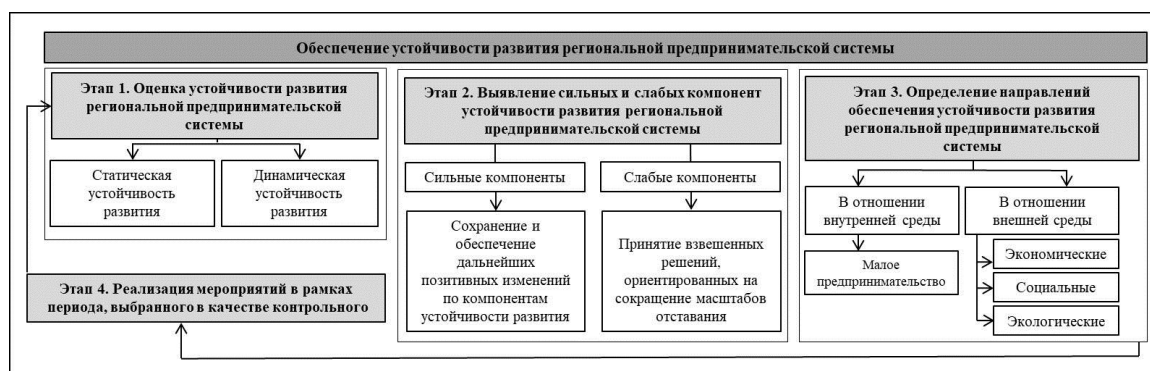 Обеспечение устойчивости развития региональной предпринимательской системы
Этап 1. Оценка устойчивости развития
региональной предпринимательской
системы
Статическая
устойчивость
развития
Динамическая
устойчивость
развития
Этап 2. Выявление сильных и слабых компонент
устойчивости развития региональной
предпринимательской системы
Сильные компоненты
Слабые компоненты
Сохранение и
обеспечение
дальнейших
позитивных изменений
по компонентам
устойчивости развития
Принятие взвешенных
решений,
ориентированных на
сокращение масштабов
отставания
Этап 3. Определение направлений
обеспечения устойчивости развития
региональной предпринимательской
системы
В отношении
внутренней среды
В отношении
внешней среды
Малое
предпринимательство
Экономические
Социальные
Экологические
Этап 4. Реализация мероприятий в рамках
периода, выбранного в качестве контрольного